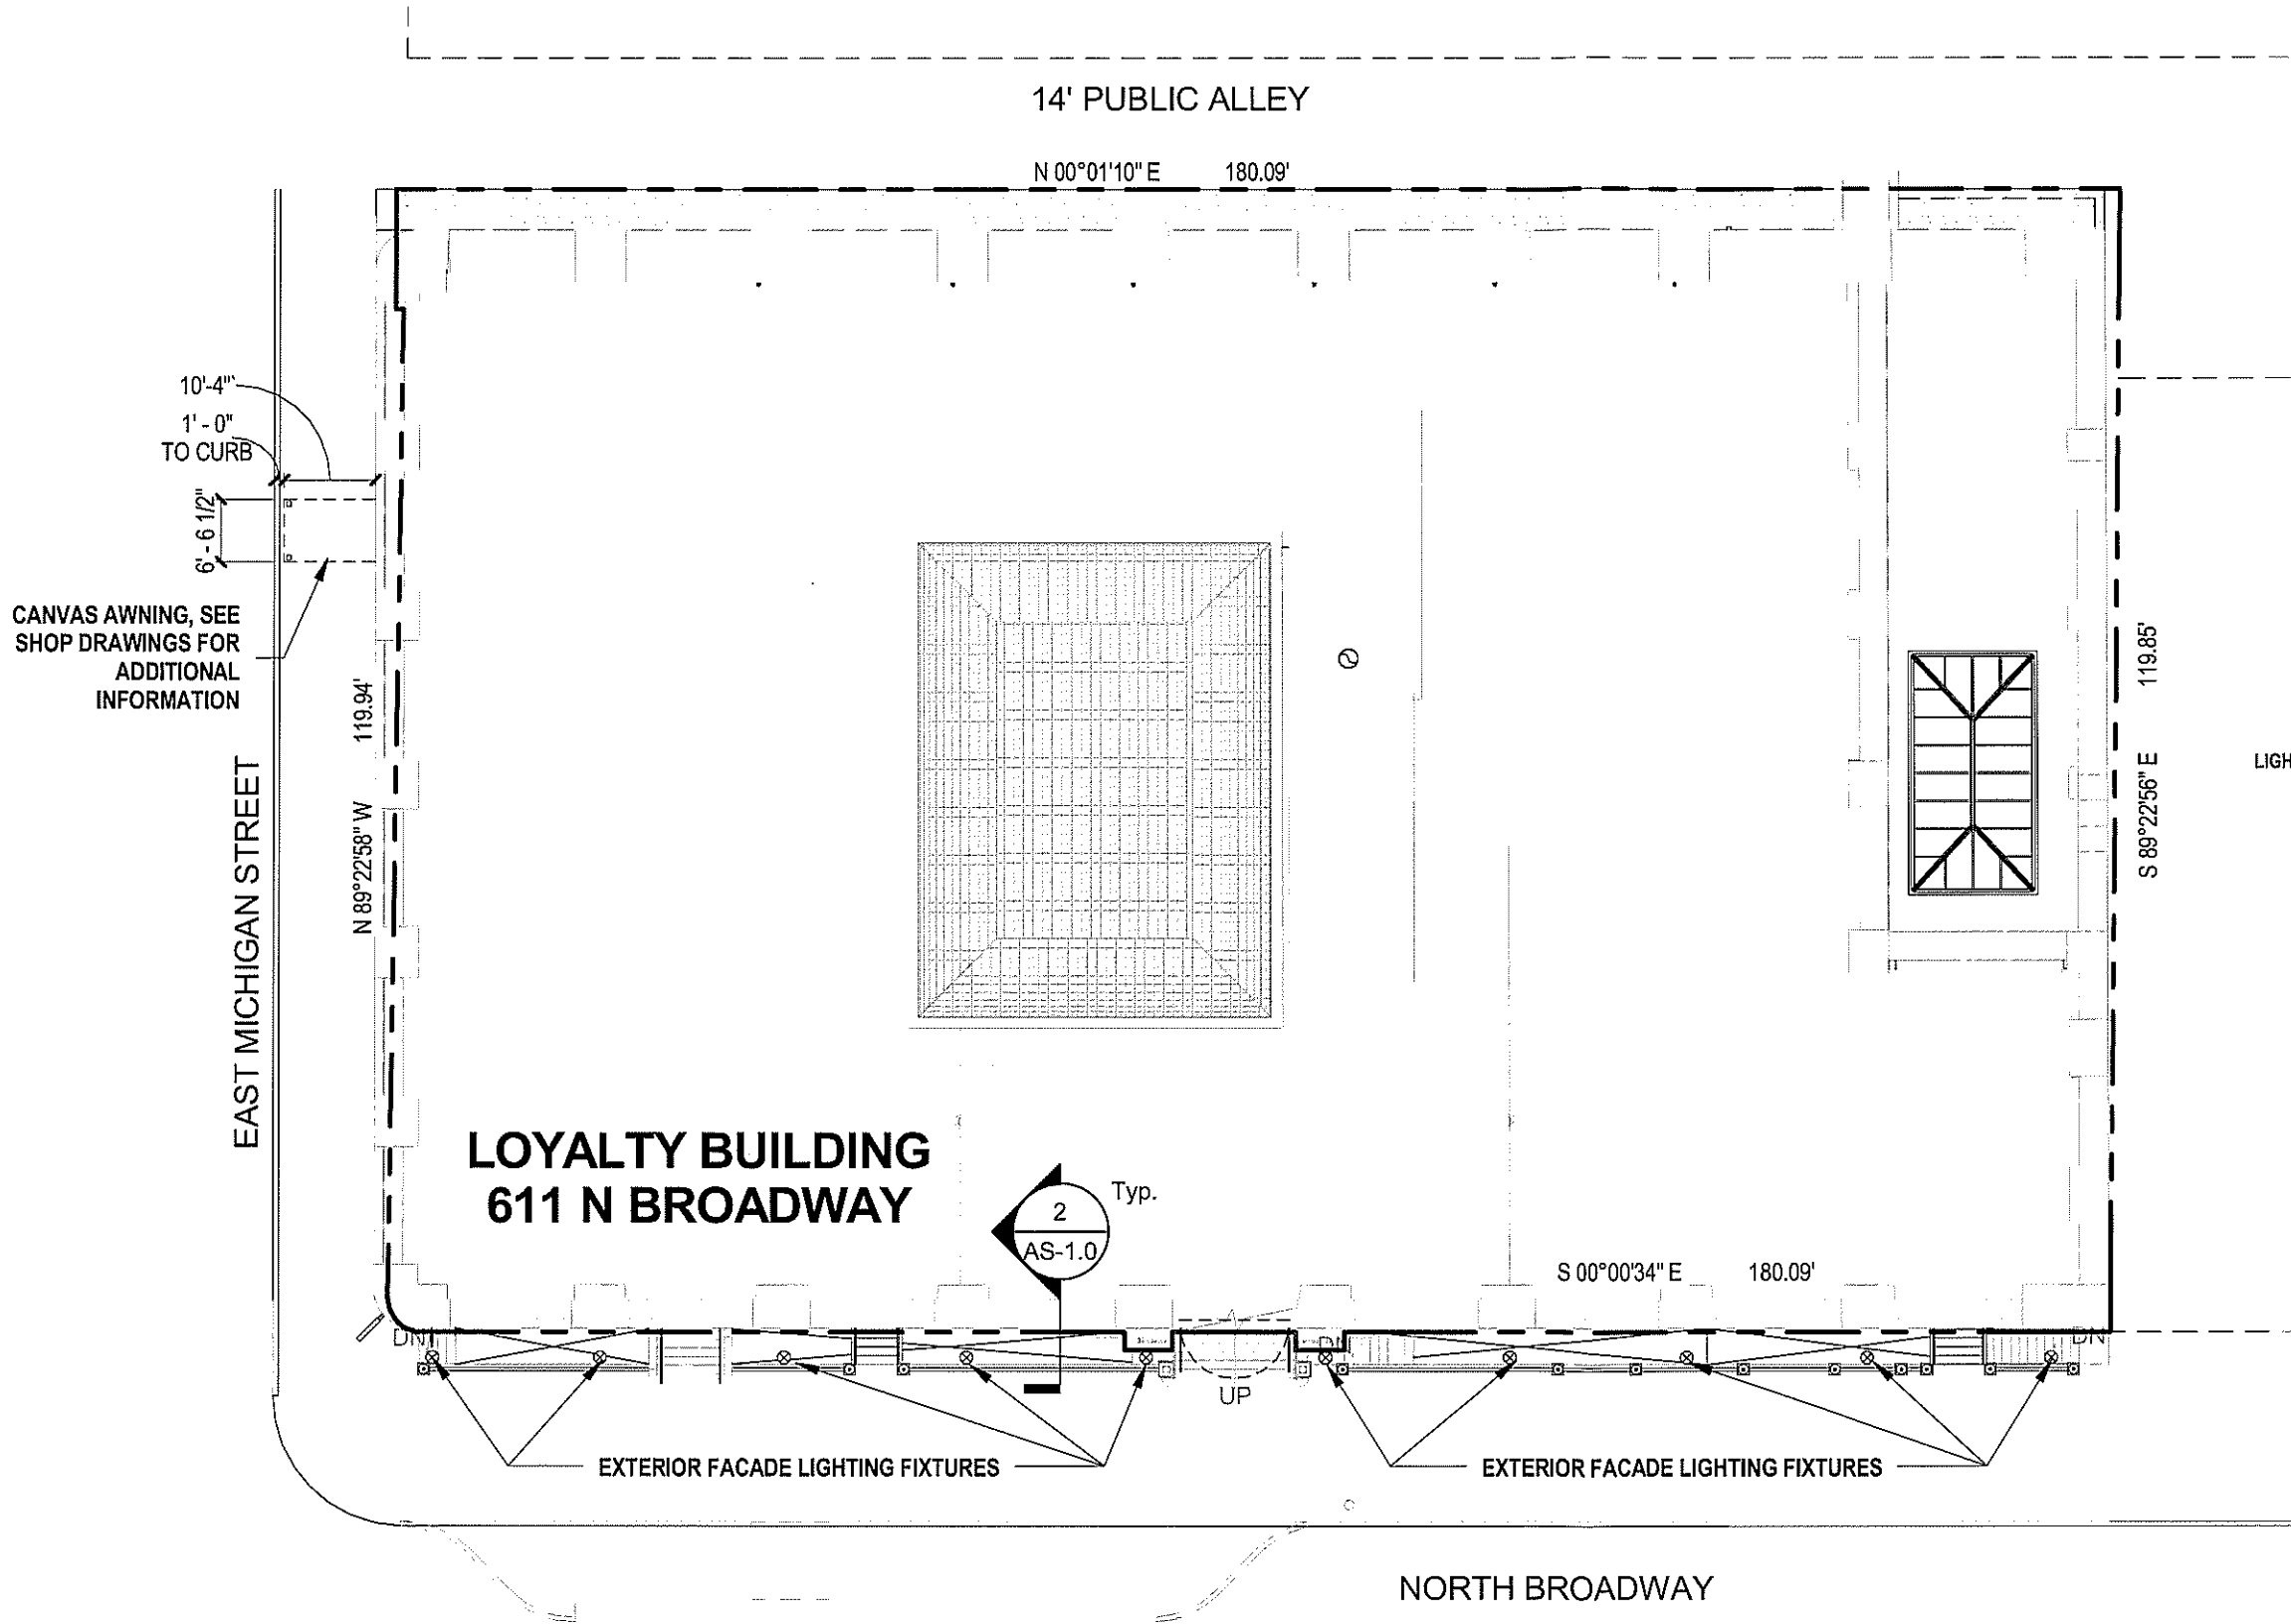 14' PUBLIC ALLEY
N 00°01'10" E 180.09'
10'-4"
1' - 0"
TO CURB
6' - 6 1/2"
CANVAS AWNING, SEE
SHOP DRAWINGS FOR
ADDITIONAL
INFORMATION
EAST MICHIGAN STREET
N 89°22'58" W 119.94'
S 89°22'56" E 119.85'
LIGH
LOYALTY BUILDING
611 N BROADWAY
2
AS-1.0
Typ.
S 00°00'34" E 180.09'
DN
DN
UP
EXTERIOR FACADE LIGHTING FIXTURES
EXTERIOR FACADE LIGHTING FIXTURES
NORTH BROADWAY